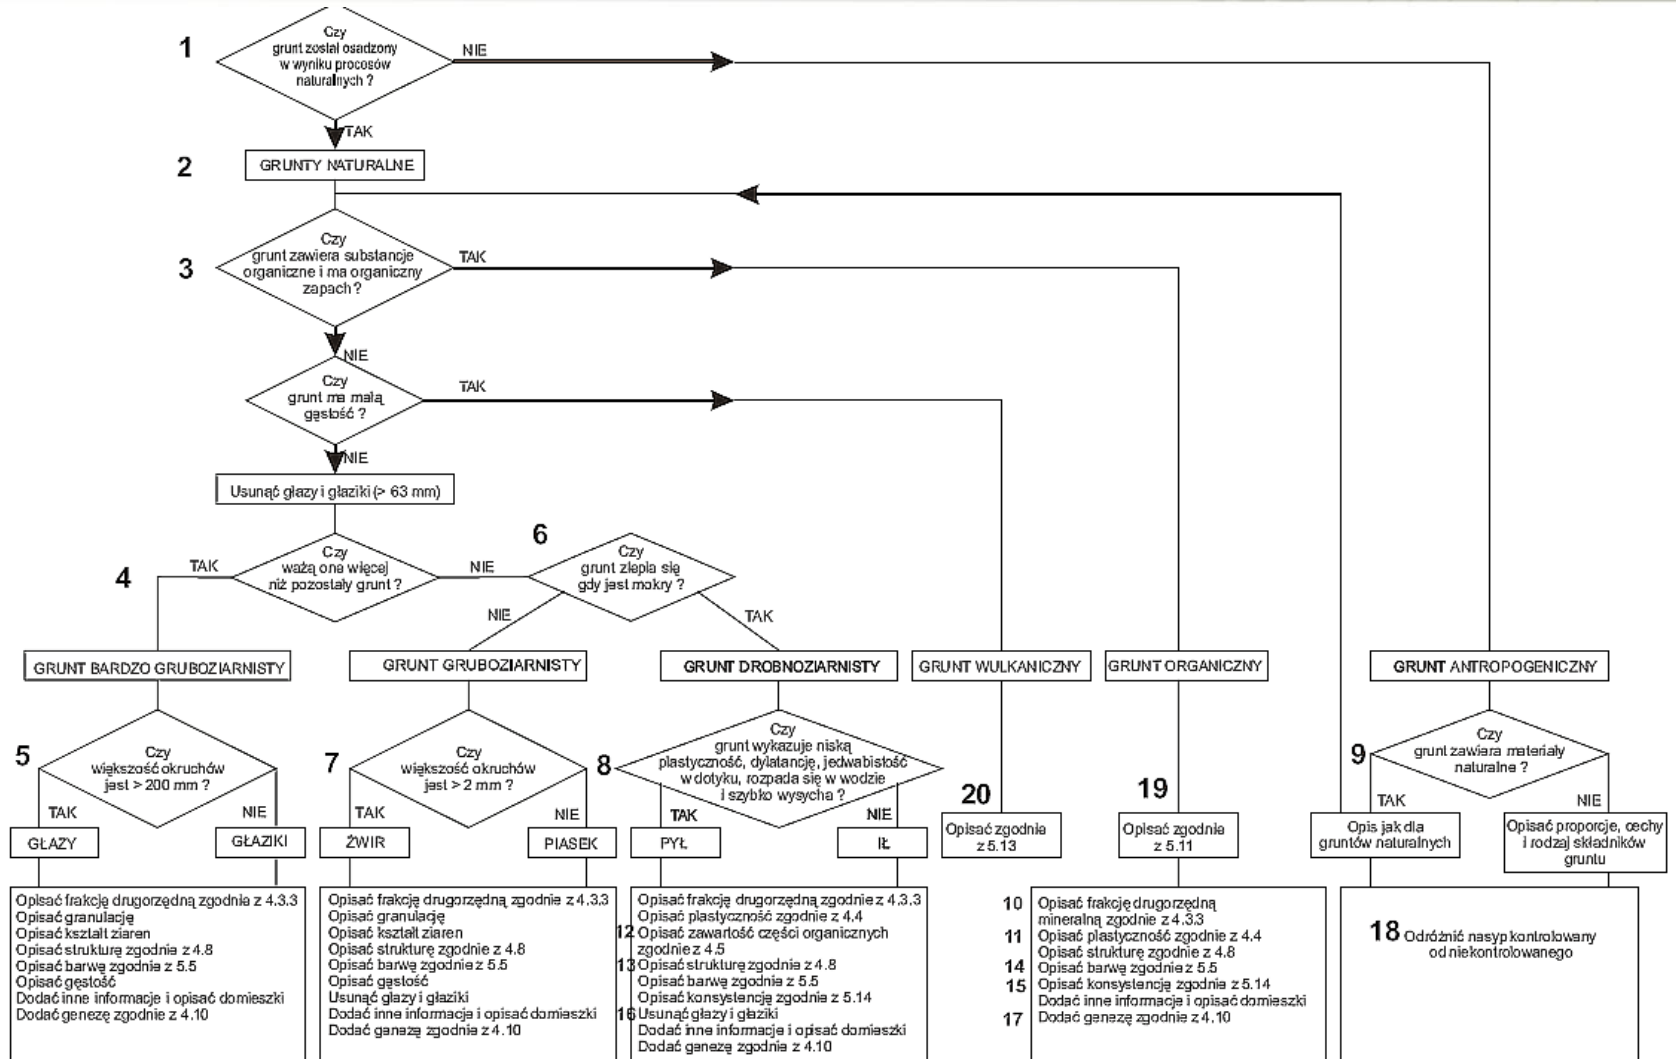 1
Czy
grunt został osadzony
w wyniku procosów
naturalnych ?
NIE
TAK
2
GRUNTY NATURALNE
3
Czy
grunt zawiera substancje
organiczne i ma organiczny
zapach ?
TAK
NIE
Czy
grunt ma małą
gęstość ?
TAK
NIE
Usunąć głazy i głaziki (> 63 mm)
4
TAK
Czy
ważą one więcej
niż pozostały grunt ?
NIE
6
Czy
grunt zlepia się
gdy jest mokry ?
NIE
TAK
GRUNT BARDZO GRUBOZIARNISTY
GRUNT GRUBOZIARNISTY
GRUNT DROBNOZIARNISTY
GRUNT WULKANICZNY
GRUNT ORGANICZNY
GRUNT ANTROPOGENICZNY
5
Czy
większość okruchów
jest > 200 mm ?
TAK
NIE
GŁAZY
GŁAZIKI
7
Czy
większość okruchów
jest > 2 mm ?
TAK
NIE
ŻWIR
PIASEK
8
Czy
grunt wykazuje niską
plastyczność, dylatancję, jedwabistość
w dotyku, rozpada się w wodzie
i szybko wysycha ?
TAK
NIE
PYŁ
IŁ
20
Opisać zgodnie
z 5.13
19
Opisać zgodnie
z 5.11
9
Czy
grunt zawiera materiały
naturalne ?
TAK
NIE
Opis jak dla
gruntów naturalnych
Opisać proporcje, cechy
i rodzaj składników
gruntu
Opisać frakcję drugorzędną zgodnie z 4.3.3
Opisać granulację
Opisać kształt ziaren
Opisać strukturę zgodnie z 4.8
Opisać barwę zgodnie z 5.5
Opisać gęstość
Dodać inne informacje i opisać domieszki
Dodać genezę zgodnie z 4.10
Opisać frakcję drugorzędną zgodnie z 4.3.3
Opisać granulację
Opisać kształt ziaren
Opisać strukturę zgodnie z 4.8
Opisać barwę zgodnie z 5.5
Opisać gęstość
Usunąć głazy i głaziki
Dodać inne informacje i opisać domieszki
Dodać genezę zgodnie z 4.10
Opisać frakcję drugorzędną zgodnie z 4.3.3
Opisać plastyczność zgodnie z 4.4
12 Opisać zawartość części organicznych
zgodnie z 4.5
13 Opisać strukturę zgodnie z 4.8
Opisać barwę zgodnie z 5.5
Opisać konsystencję zgodnie z 5.14
16 Usunąć głazy i głaziki
Dodać inne informacje i opisać domieszki
Dodać genezę zgodnie z 4.10
10 Opisać frakcję drugorzędną
mineralną zgodnie z 4.3.3
11 Opisać plastyczność zgodnie z 4.4
Opisać strukturę zgodnie z 4.8
14 Opisać barwę zgodnie z 5.5
15 Opisać konsystencję zgodnie z 5.14
Dodać inne informacje i opisać domieszki
17 Dodać genezę zgodnie z 4.10
18 Odróżnić nasyp kontrolowany
od niekontrolowanego